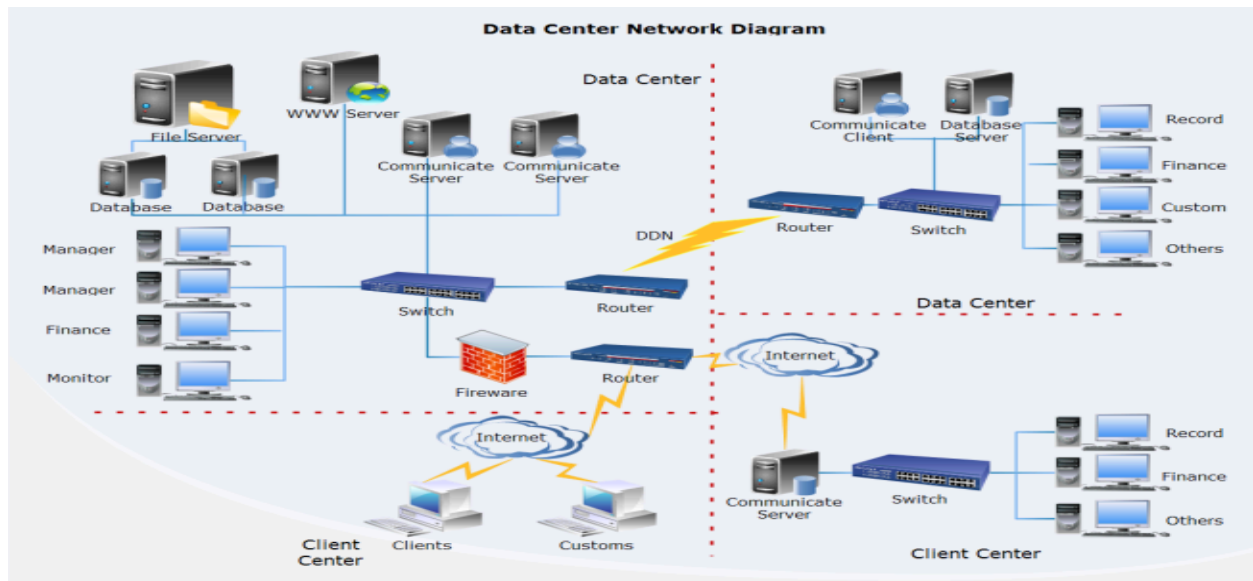 Data Center Network Diagram
Data Center
File Server
WWW Server
Communicate
Server
Communicate
Server
Database
Database
Manager
Manager
Finance
Monitor
Switch
Router
DDN
Fireware
Router
Communicate
Client
Database
Server
Router
Switch
Record
Finance
Custom
Others
Data Center
Internet
Internet
Clients
Customs
Client
Center
Communicate
Server
Switch
Record
Finance
Others
Client Center